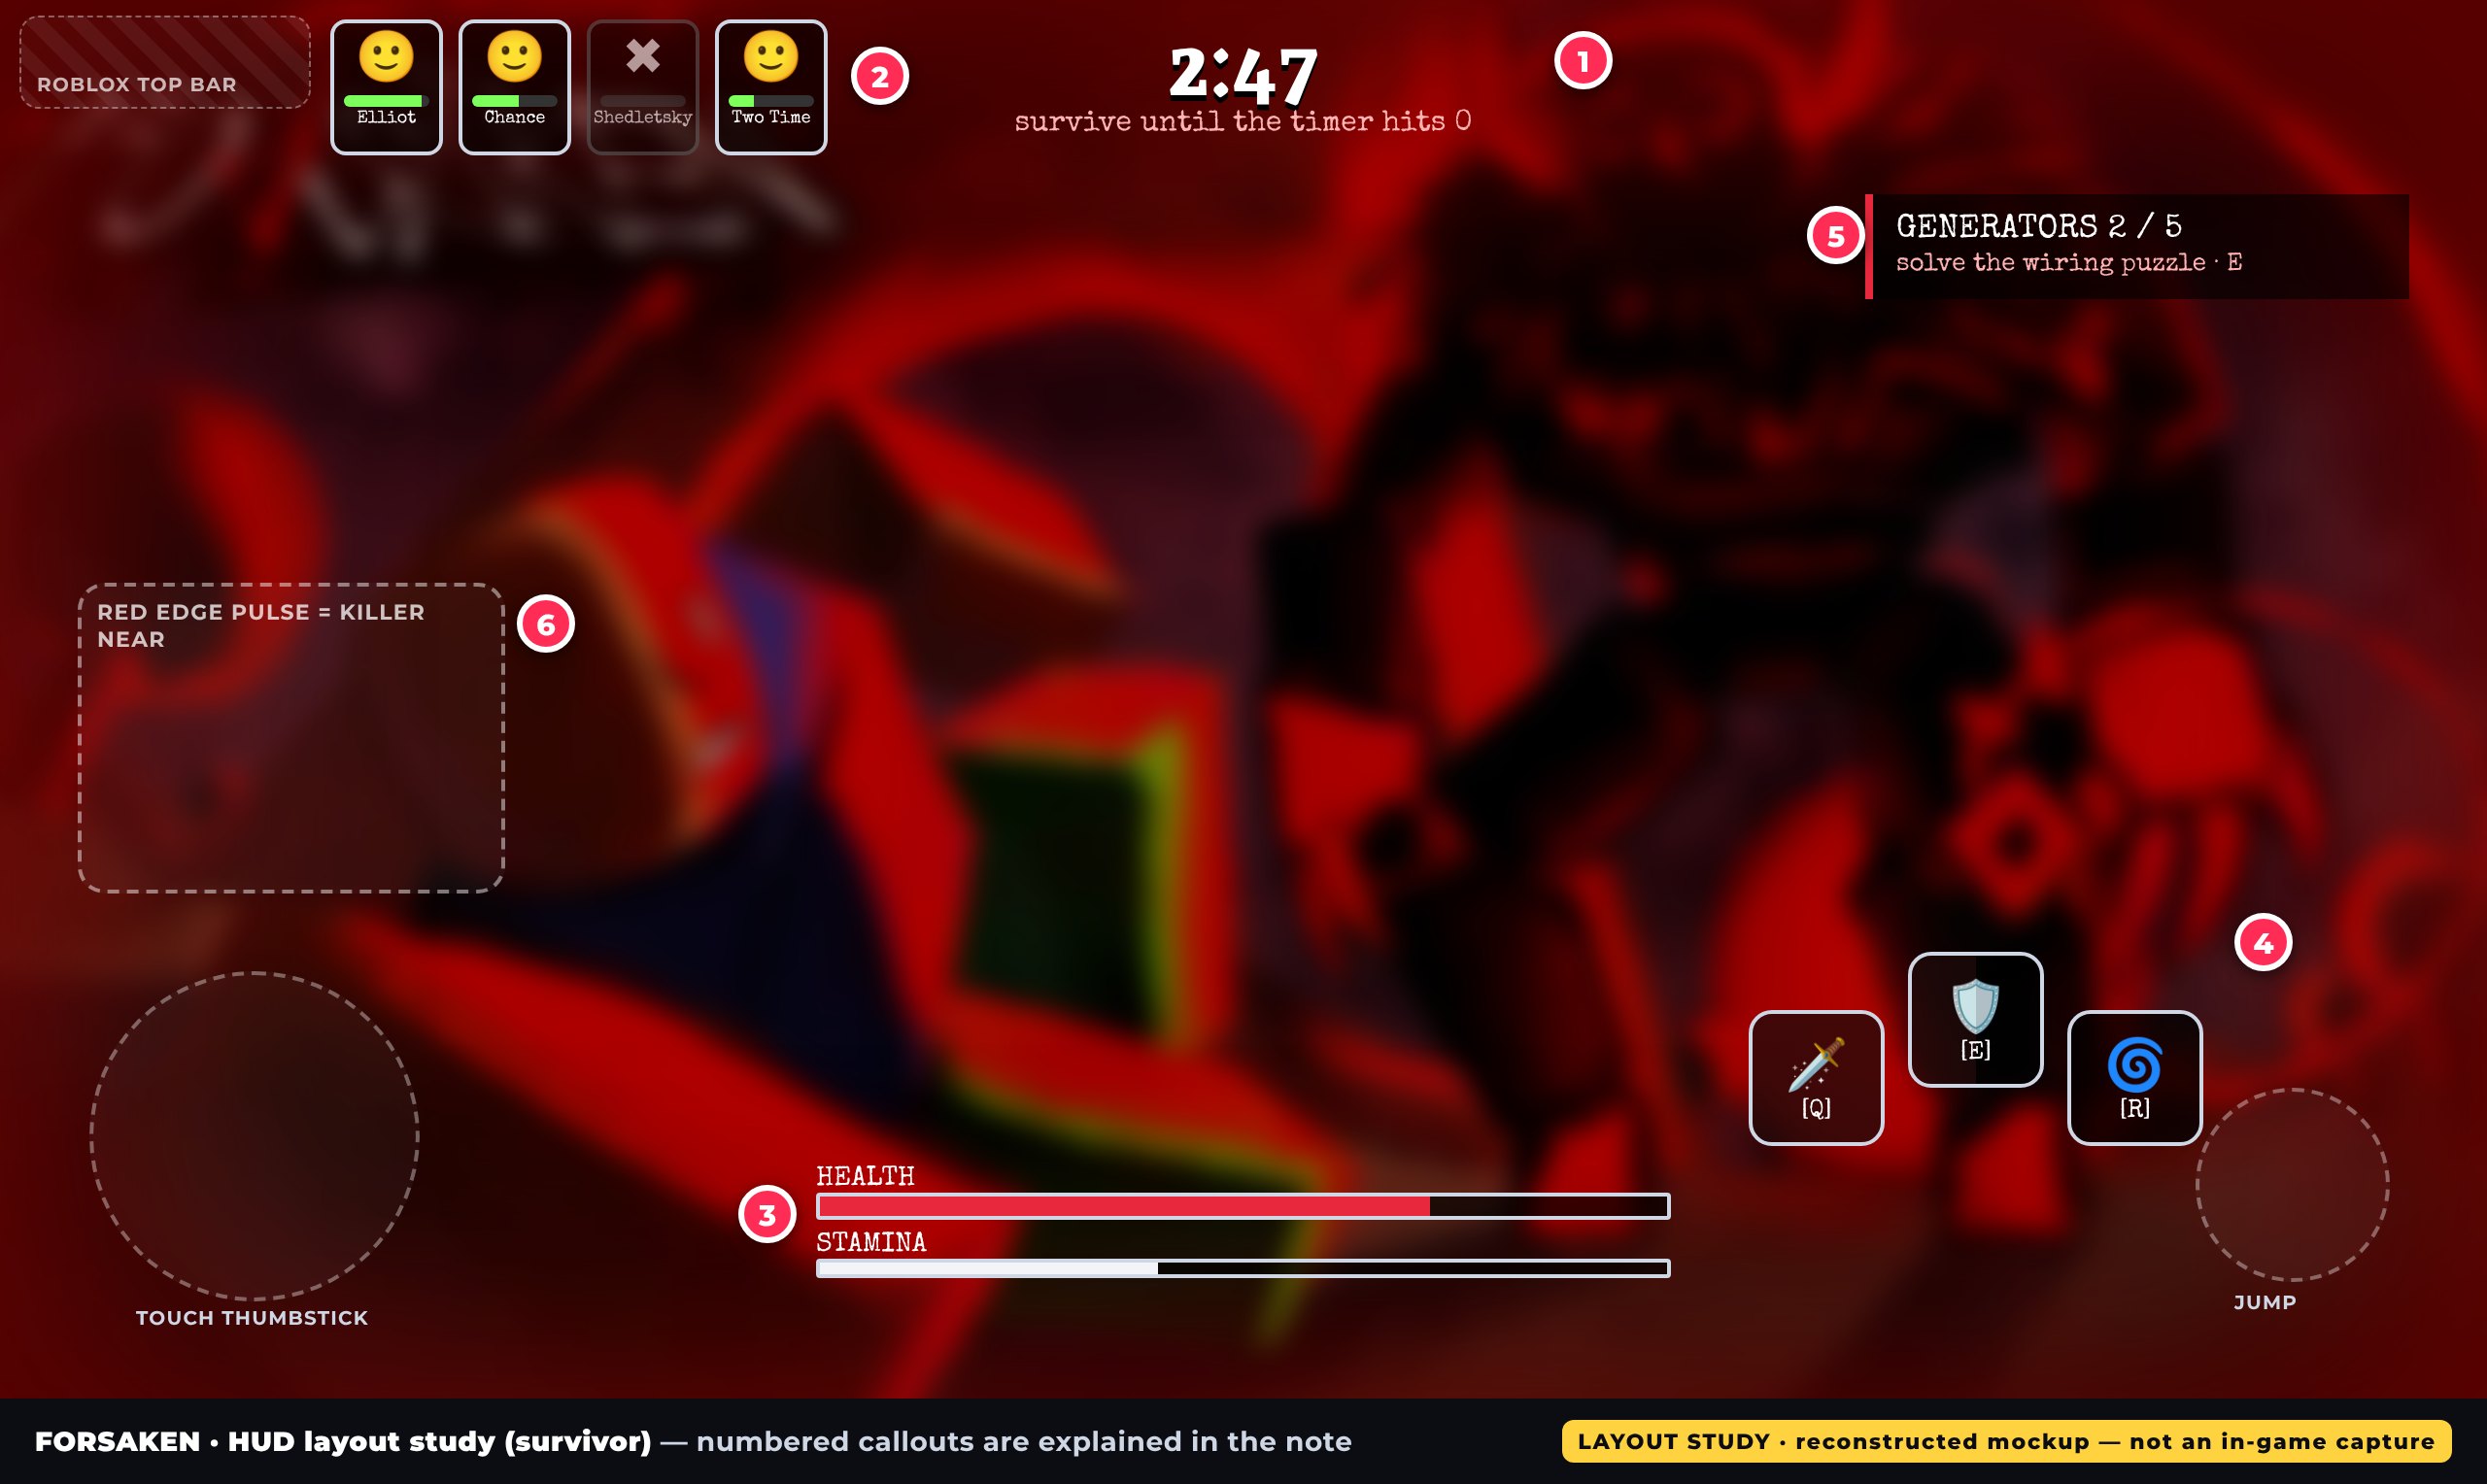 ROBLOX TOP BAR
Elliot
Chance
Shedletsky
Two Time
2
2:47
survive until the timer hits 0
1
5
GENERATORS 2 / 5
solve the wiring puzzle · E
RED EDGE PULSE = KILLER
NEAR
6
4
[Q]
[E]
[R]
3
HEALTH
STAMINA
TOUCH THUMBSTICK
JUMP
FORSAKEN · HUD layout study (survivor) — numbered callouts are explained in the note
LAYOUT STUDY · reconstructed mockup — not an in-game capture